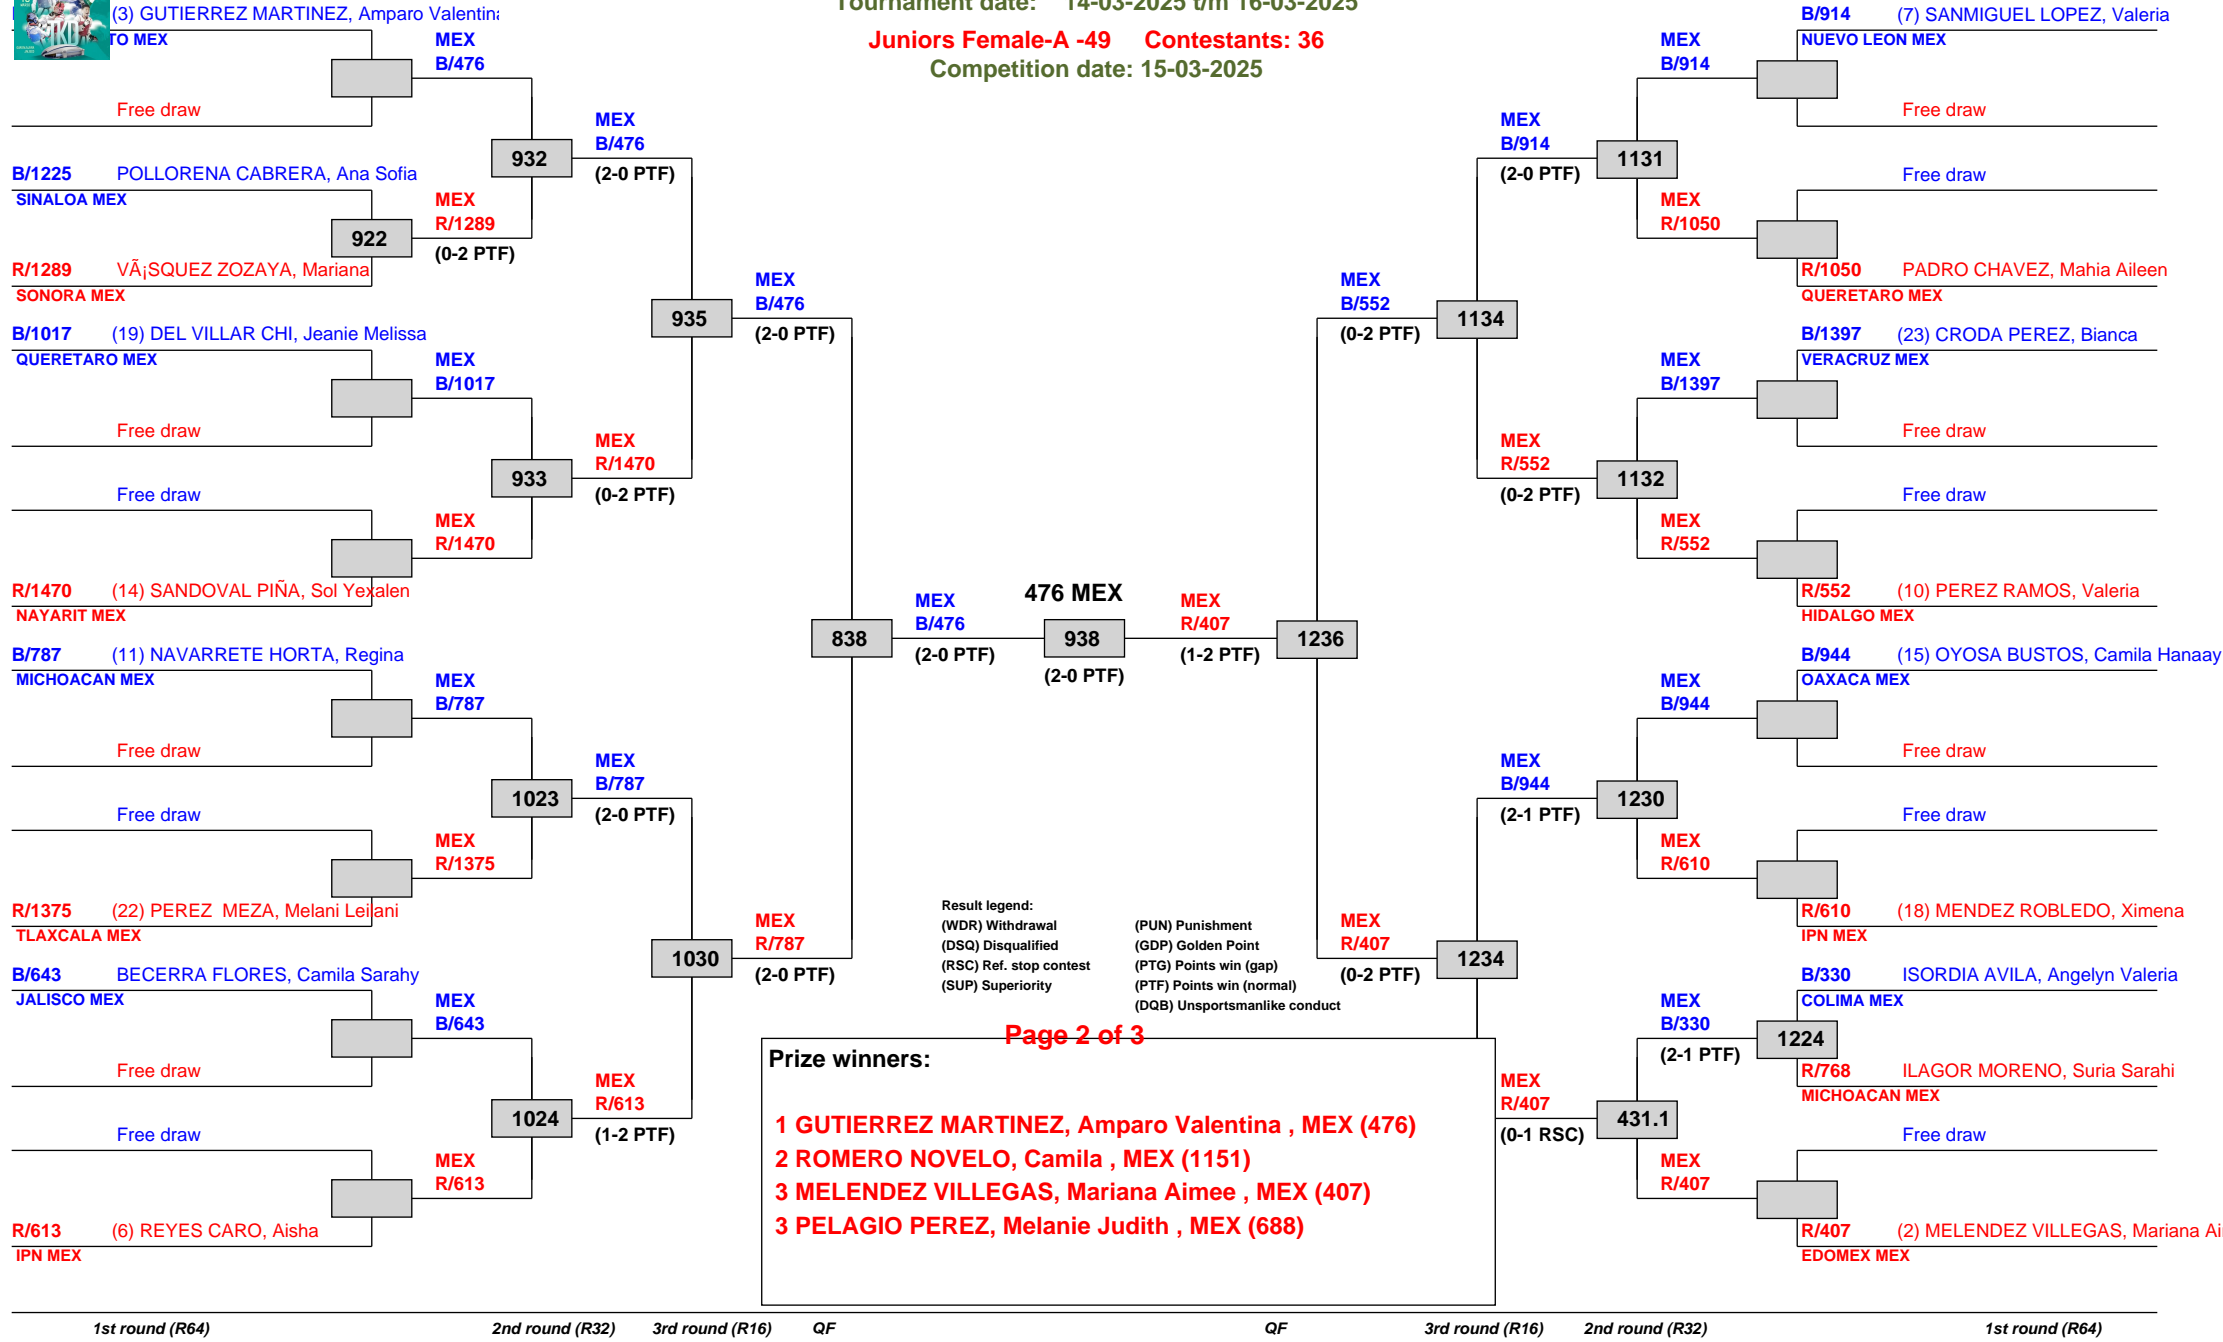 Tournament date: 14-03-2025 t/m 16-03-2025
Juniors Female-A -49 Contestants: 36
Competition date: 15-03-2025
(3) GUTIERREZ MARTINEZ, Amparo Valentina
TO MEX
Free draw
B/1225 POLLORENA CABRERA, Ana Sofia
SINALOA MEX
R/1289 VÃ¡SQUEZ ZOZAYA, Mariana
SONORA MEX
B/1017 (19) DEL VILLAR CHI, Jeanie Melissa
QUERETARO MEX
Free draw
Free draw
R/1470 (14) SANDOVAL PIÑA, Sol Yexalen
NAYARIT MEX
B/787 (11) NAVARRETE HORTA, Regina
MICHOACAN MEX
Free draw
Free draw
R/1375 (22) PEREZ MEZA, Melani Leilani
TLAXCALA MEX
B/643 BECERRA FLORES, Camila Sarahy
JALISCO MEX
Free draw
Free draw
R/613 (6) REYES CARO, Aisha
IPN MEX
922
MEX
B/476
MEX
R/1289
(0-2 PTF)
MEX
B/1017
MEX
R/1470
MEX
B/787
MEX
R/1375
MEX
B/643
MEX
R/613
932
933
1023
1024
MEX
B/476
(2-0 PTF)
MEX
R/1470
(0-2 PTF)
MEX
B/787
(2-0 PTF)
MEX
R/613
(1-2 PTF)
935
1030
MEX
B/476
(2-0 PTF)
MEX
R/787
(2-0 PTF)
838
MEX
B/476
(2-0 PTF)
476 MEX
938
(2-0 PTF)
MEX
R/407
(1-2 PTF)
1236
MEX
B/552
(0-2 PTF)
MEX
R/407
(0-2 PTF)
1134
1234
MEX
B/914
(2-0 PTF)
MEX
R/552
(0-2 PTF)
MEX
B/944
(2-1 PTF)
MEX
R/407
(0-1 RSC)
1131
1132
1230
431.1
MEX
B/914
MEX
R/1050
MEX
B/1397
MEX
R/552
MEX
B/944
MEX
R/610
MEX
B/330
(2-1 PTF)
MEX
R/407
1224
B/914 (7) SANMIGUEL LOPEZ, Valeria
NUEVO LEON MEX
Free draw
Free draw
R/1050 PADRO CHAVEZ, Mahia Aileen
QUERETARO MEX
B/1397 (23) CRODA PEREZ, Bianca
VERACRUZ MEX
Free draw
Free draw
R/552 (10) PEREZ RAMOS, Valeria
HIDALGO MEX
B/944 (15) OYOSA BUSTOS, Camila Hanaay
OAXACA MEX
Free draw
Free draw
R/610 (18) MENDEZ ROBLEDO, Ximena
IPN MEX
B/330 ISORDIA AVILA, Angelyn Valeria
COLIMA MEX
R/768 ILAGOR MORENO, Suria Sarahi
MICHOACAN MEX
Free draw
R/407 (2) MELENDEZ VILLEGAS, Mariana Ai
EDOMEX MEX
Result legend:
(WDR) Withdrawal
(DSQ) Disqualified
(RSC) Ref. stop contest
(SUP) Superiority
(PUN) Punishment
(GDP) Golden Point
(PTG) Points win (gap)
(PTF) Points win (normal)
(DQB) Unsportsmanlike conduct
Page 2 of 3
Prize winners:
1 GUTIERREZ MARTINEZ, Amparo Valentina , MEX (476)
2 ROMERO NOVELO, Camila , MEX (1151)
3 MELENDEZ VILLEGAS, Mariana Aimee , MEX (407)
3 PELAGIO PEREZ, Melanie Judith , MEX (688)
1st round (R64) 2nd round (R32) 3rd round (R16) QF QF 3rd round (R16) 2nd round (R32) 1st round (R64)